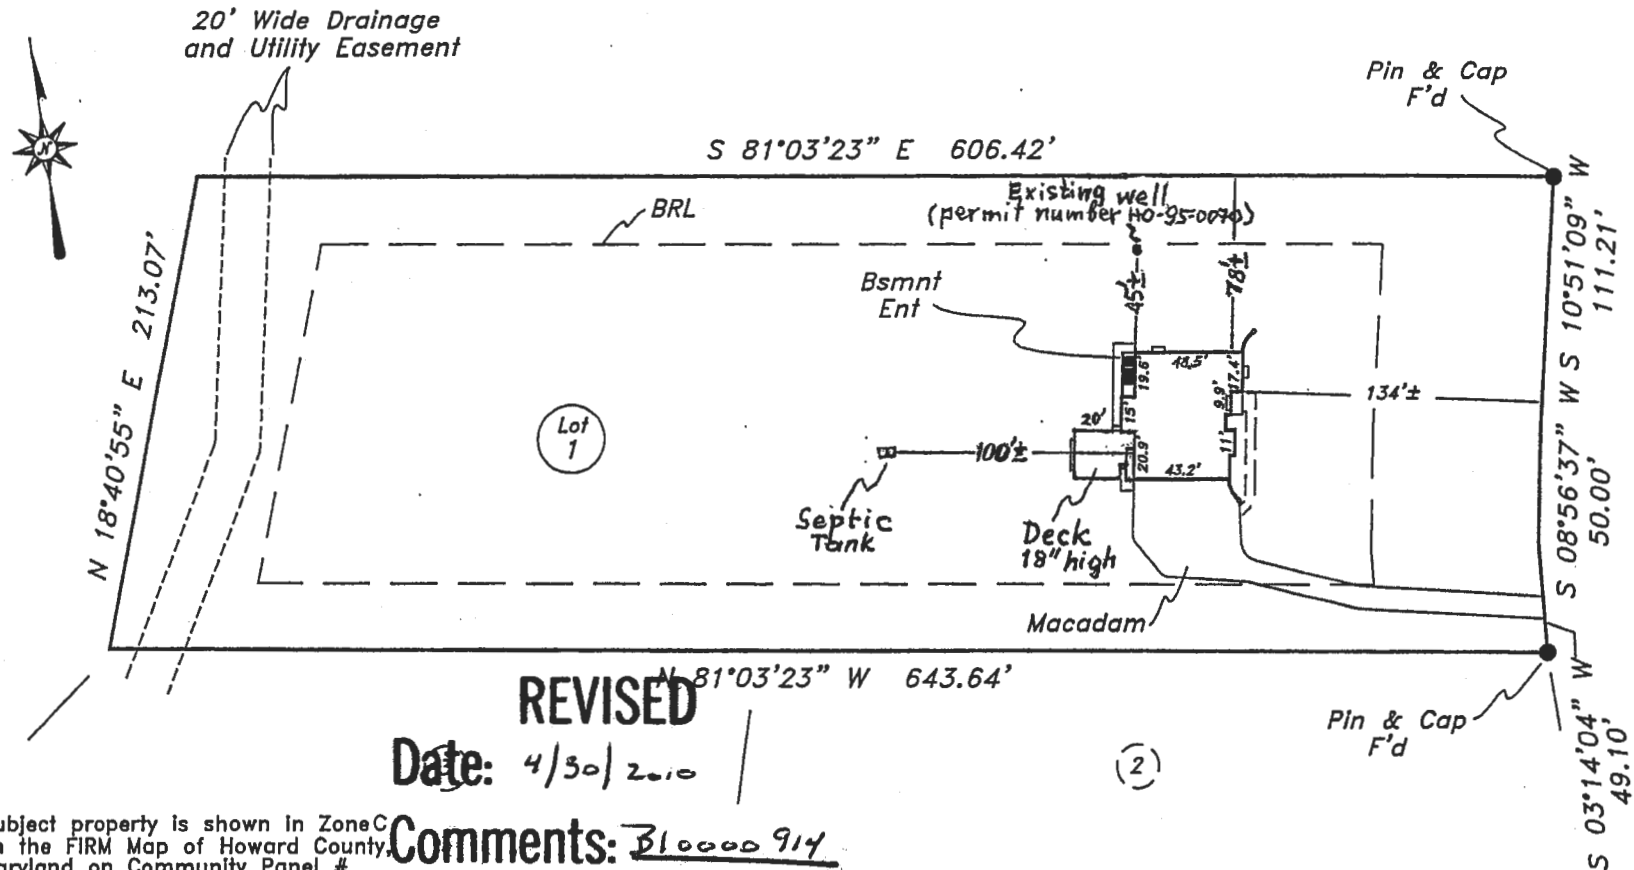 20' Wide Drainage
and Utility Easement
Pin & Cap
F'd
N
S 81°03'23" E 606.42'
Existing well
(permit number HO-95-0070)
BRL
Bsmnt
Ent
45'±
78'±
S 10°51'09" W
111.21'
N 18°40'55" E 213.07'
48.5'
19.6'
17.4'
9.9'
134'±
15'
20'
11'
Lot
1
100'±
20.9'
43.2'
Septic
Tank
Deck
18" high
S 08°56'37" W
50.00'
Macadam
N 81°03'23" W 643.64'
REVISED
Pin & Cap
F'd
S 03°14'04" W
49.10'
Date: 4/30/2010
2
ubject property is shown in Zone C
the FIRM Map of Howard County,
aryland on Community Panel #
Comments: B10000914